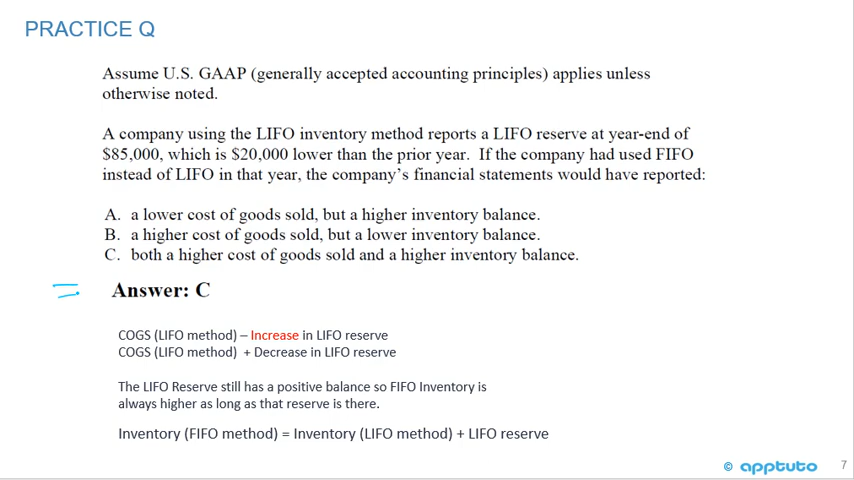 PRACTICE Q
Assume U.S. GAAP (generally accepted accounting principles) applies unless
otherwise noted.
A company using the LIFO inventory method reports a LIFO reserve at year-end of
$85,000, which is $20,000 lower than the prior year. If the company had used FIFO
instead of LIFO in that year, the company's financial statements would have reported:
A. a lower cost of goods sold, but a higher inventory balance.
B. a higher cost of goods sold, but a lower inventory balance.
C. both a higher cost of goods sold and a higher inventory balance.
Answer: C
COGS (LIFO method) – Increase in LIFO reserve
COGS (LIFO method) + Decrease in LIFO reserve
The LIFO Reserve still has a positive balance so FIFO Inventory is
always higher as long as that reserve is there.
Inventory (FIFO method) = Inventory (LIFO method) + LIFO reserve
© apptuto 7